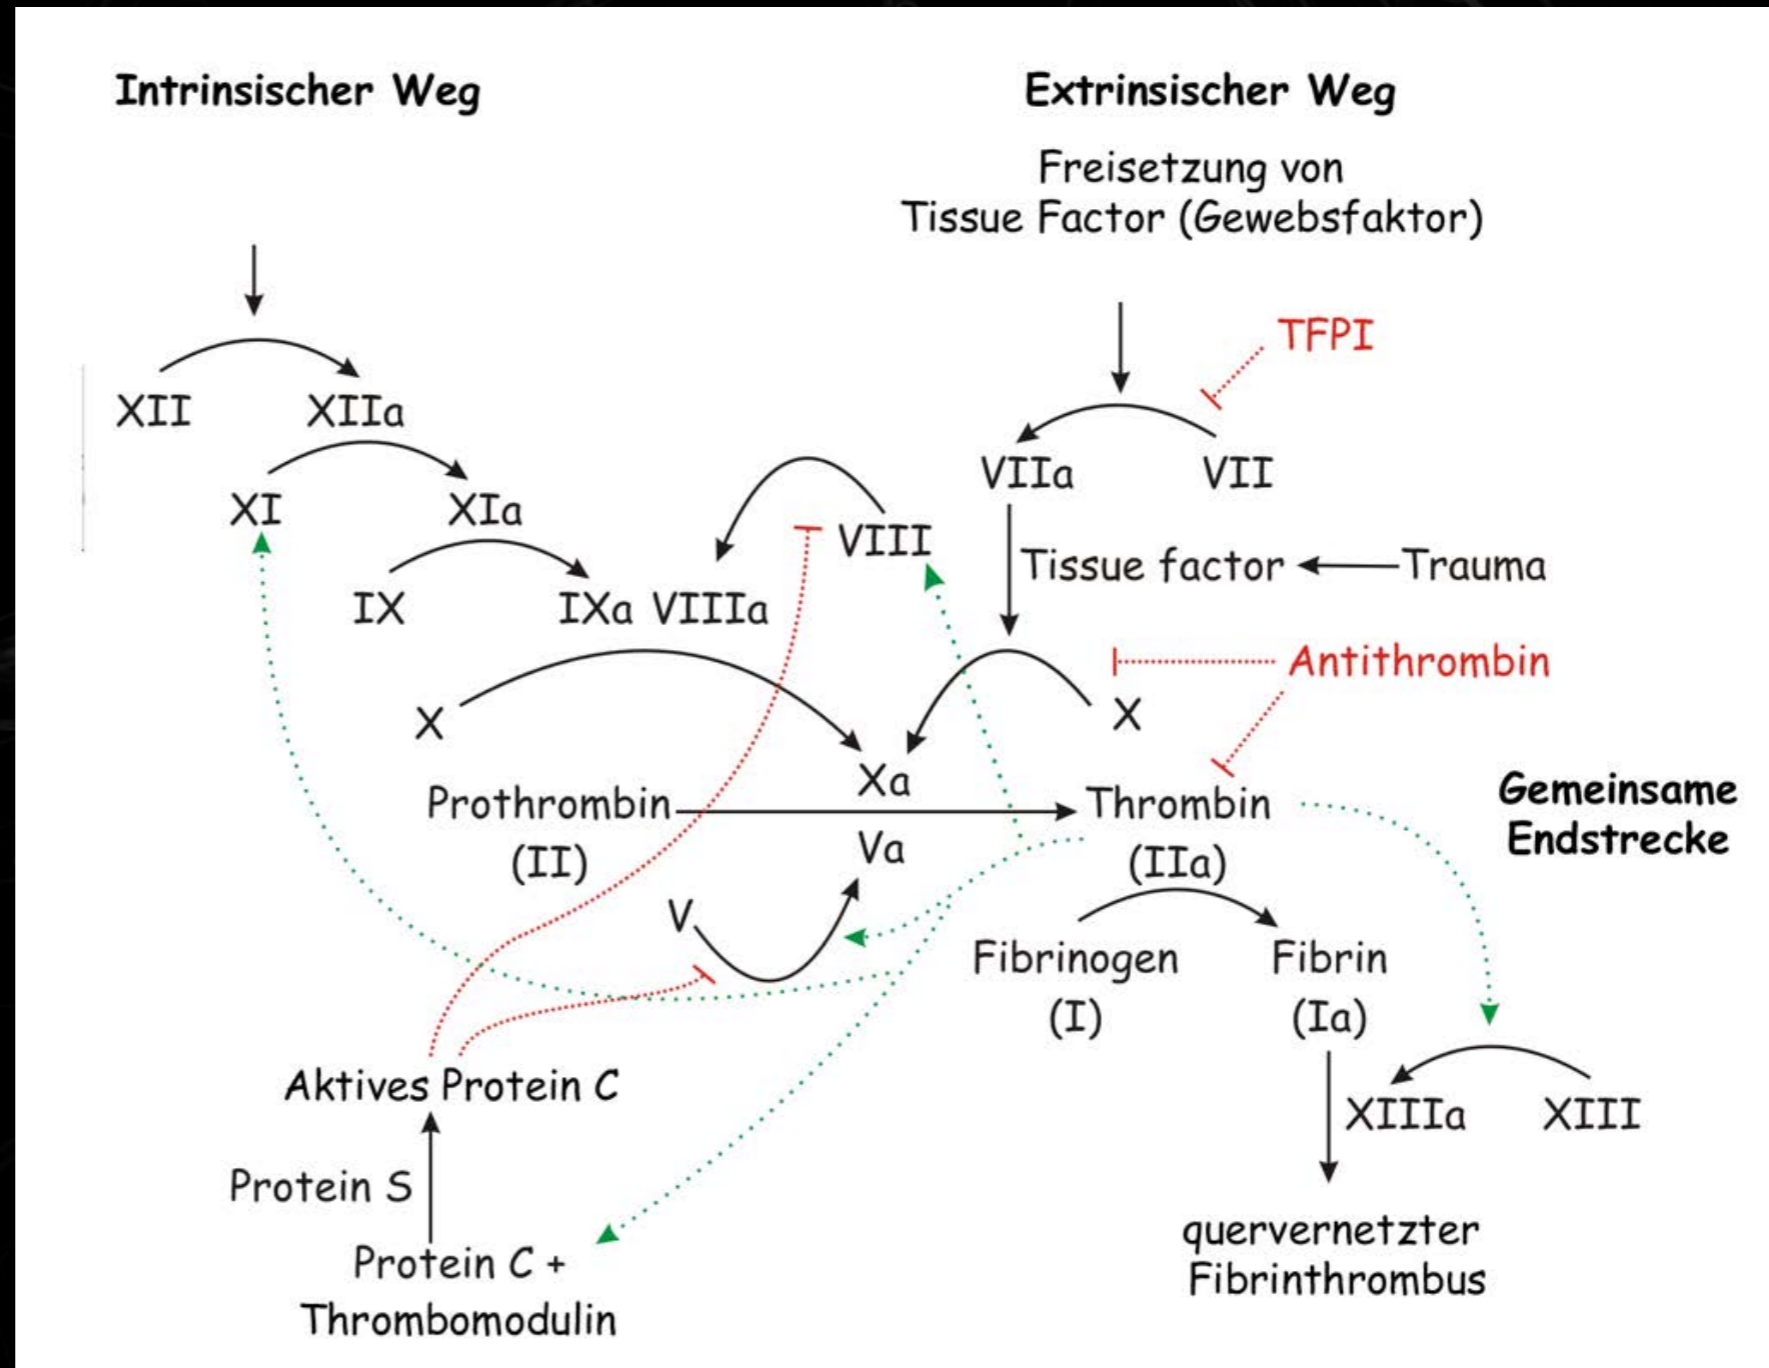 Intrinsischer Weg
Extrinsischer Weg
Freisetzung von
Tissue Factor (Gewebsfaktor)
TFPI
XII
XIIa
VIIa
VII
XI
XIa
VIII
Tissue factor
Trauma
IX
IXa
VIIIa
Antithrombin
X
X
Xa
Prothrombin
(II)
Thrombin
(IIa)
Gemeinsame
Endstrecke
Va
V
Fibrinogen
(I)
Fibrin
(Ia)
Aktives Protein C
XIIIa
XIII
Protein S
Protein C +
Thrombomodulin
quervernetzter
Fibrinthrombus